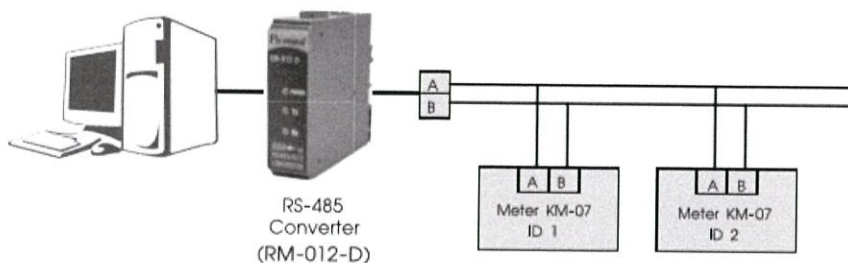 A
B
A B
Meter KM-07
ID 1
A B
Meter KM-07
ID 2
RS-485
Converter
(RM-012-D)